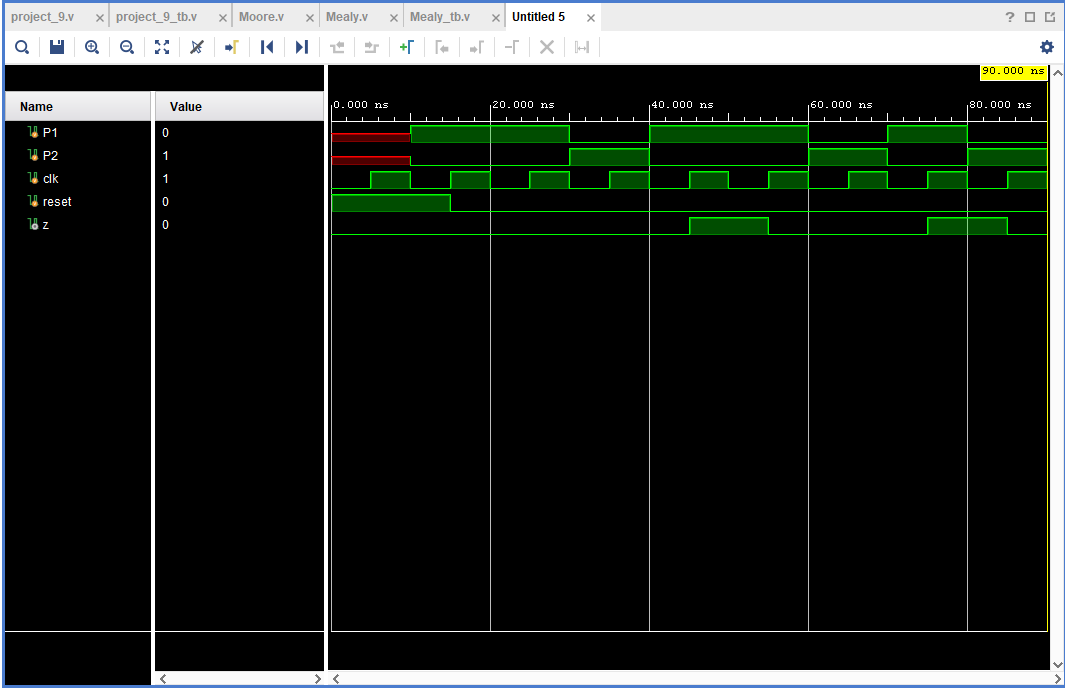 project_9.v × project_9_tb.v × Moore.v × Mealy.v × Mealy_tb.v × Untitled 5 × ?
90.000 ns
Name Value
0.000 ns 20.000 ns 40.000 ns 60.000 ns 80.000 ns
P1 0
P2 1
clk 1
reset 0
z 0